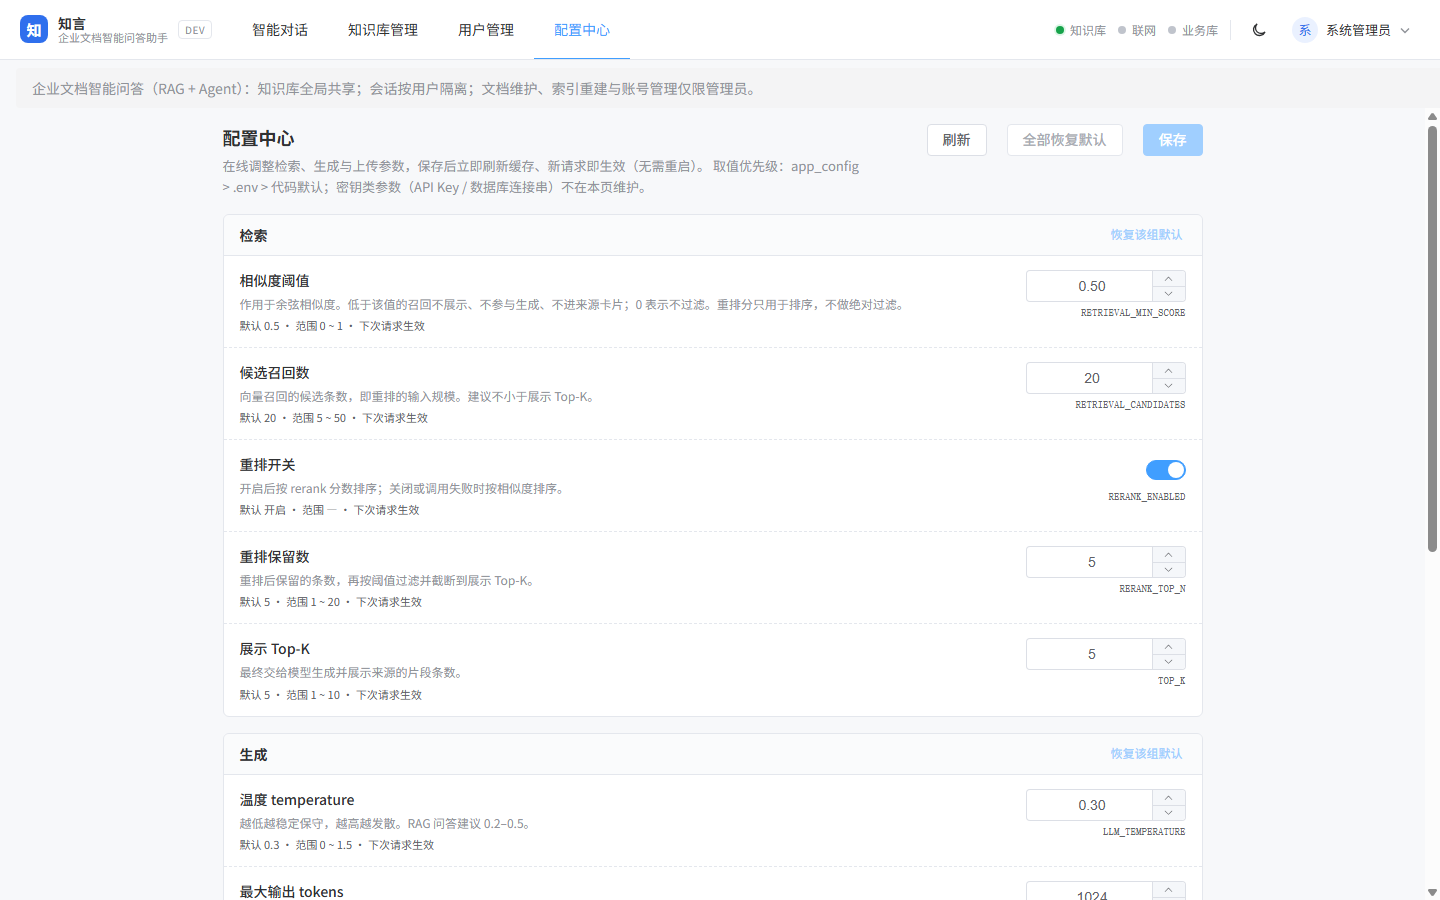 知
知言
企业文档智能问答助手
DEV
智能对话
知识库管理
用户管理
配置中心
知识库
联网
业务库
系
系统管理员
企业文档智能问答（RAG + Agent）：知识库全局共享；会话按用户隔离；文档维护、索引重建与账号管理仅限管理员。
配置中心
刷新
全部恢复默认
保存
在线调整检索、生成与上传参数，保存后立即刷新缓存、新请求即生效（无需重启）。 取值优先级：app_config
> .env > 代码默认；密钥类参数（API Key / 数据库连接串）不在本页维护。
检索
恢复该组默认
相似度阈值
作用于余弦相似度。低于该值的召回不展示、不参与生成、不进来源卡片；0 表示不过滤。重排分只用于排序，不做绝对过滤。
默认 0.5 · 范围 0 ~ 1 · 下次请求生效
0.50
RETRIEVAL_MIN_SCORE
候选召回数
向量召回的候选条数，即重排的输入规模。建议不小于展示 Top-K。
默认 20 · 范围 5 ~ 50 · 下次请求生效
20
RETRIEVAL_CANDIDATES
重排开关
开启后按 rerank 分数排序；关闭或调用失败时按相似度排序。
默认 开启 · 范围 — · 下次请求生效
RERANK_ENABLED
重排保留数
重排后保留的条数，再按阈值过滤并截断到展示 Top-K。
默认 5 · 范围 1 ~ 20 · 下次请求生效
5
RERANK_TOP_N
展示 Top-K
最终交给模型生成并展示来源的片段条数。
默认 5 · 范围 1 ~ 10 · 下次请求生效
5
TOP_K
生成
恢复该组默认
温度 temperature
越低越稳定保守，越高越发散。RAG 问答建议 0.2–0.5。
默认 0.3 · 范围 0 ~ 1.5 · 下次请求生效
0.30
LLM_TEMPERATURE
最大输出 tokens
1024